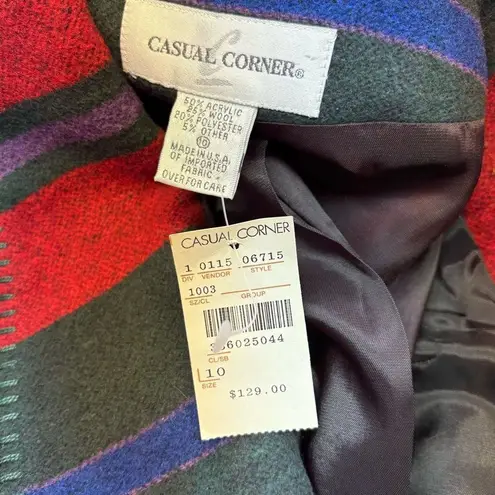 CASUAL CORNER®
50% ACRYLIC
25% WOOL
20% POLYESTER
5% OTHER
10
MADE IN U.S.A.
OF IMPORTED
FABRIC
OVER FOR CARE
CASUAL CORNER
1 0115 06715
DIV VENDOR STYLE
1003
SZ/CL GROUP
6025044
CL/SB
10
SIZE
$129.00